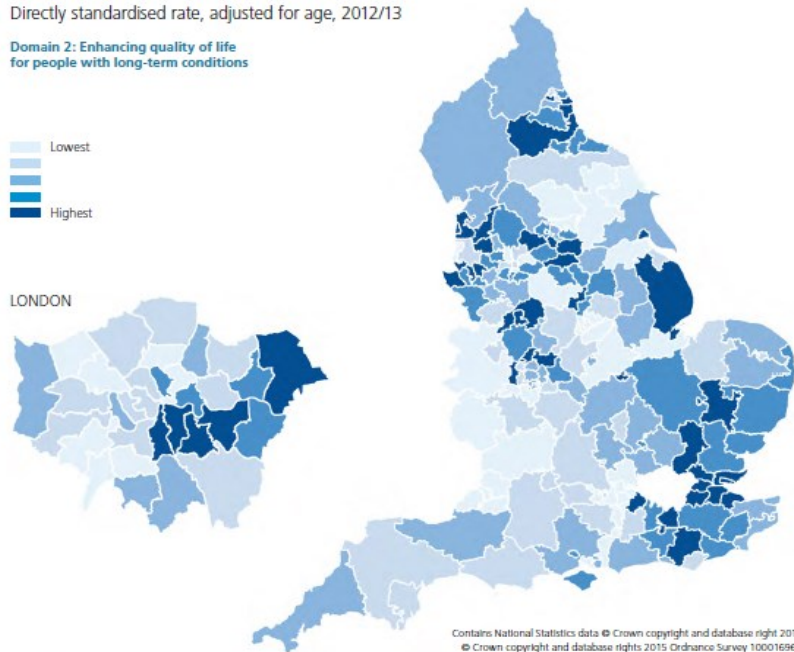 Directly standardised rate, adjusted for age, 2012/13
Domain 2: Enhancing quality of life
for people with long-term conditions
Lowest
Highest
LONDON
Contains National Statistics data © Crown copyright and database right 201
© Crown copyright and database rights 2015 Ordnance Survey 10001696